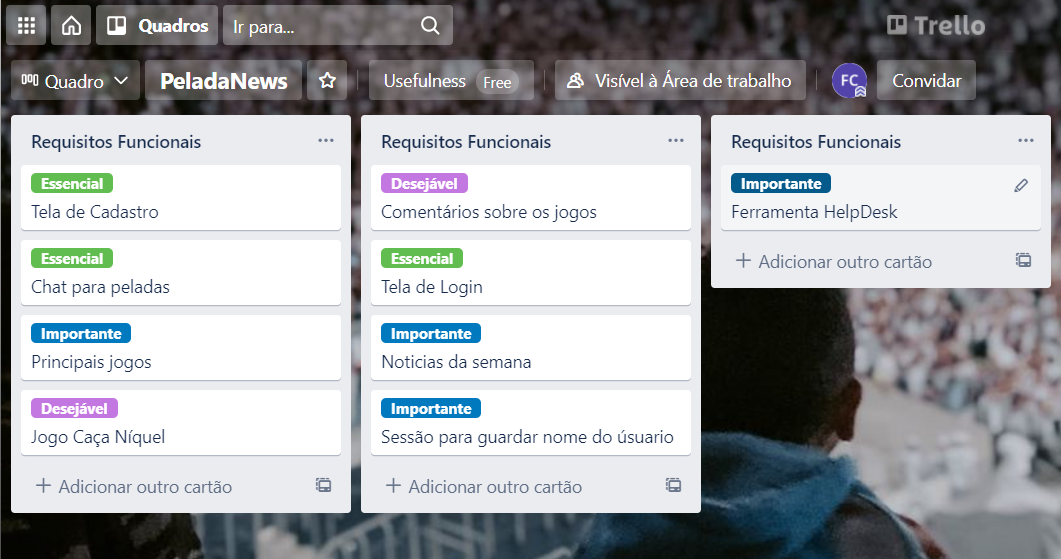 Quadros
Ir para...
Trello
Quadro
PeladaNews
Usefulness Free
Visível à Área de trabalho
FC
Convidar
Requisitos Funcionais
Essencial
Tela de Cadastro
Essencial
Chat para peladas
Importante
Principais jogos
Desejável
Jogo Caça Níquel
+ Adicionar outro cartão
Requisitos Funcionais
Desejável
Comentários sobre os jogos
Essencial
Tela de Login
Importante
Noticias da semana
Importante
Sessão para guardar nome do úsuario
+ Adicionar outro cartão
Requisitos Funcionais
Importante
Ferramenta HelpDesk
+ Adicionar outro cartão